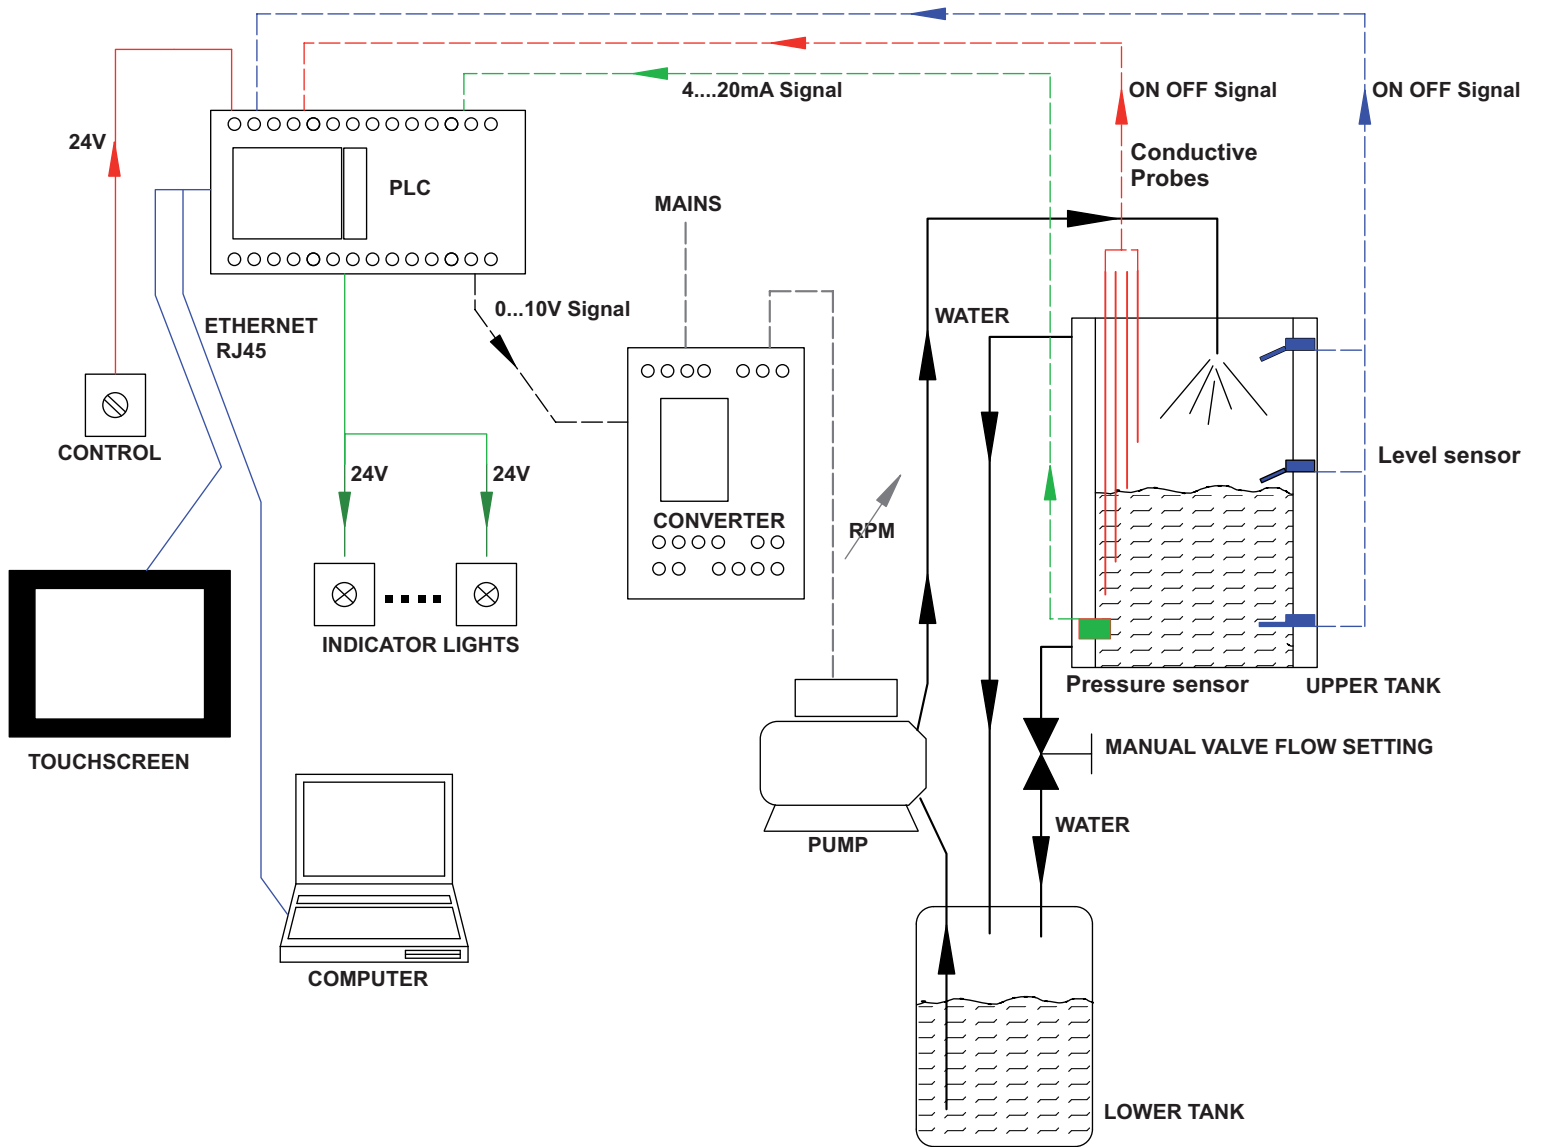 4....20mA Signal
ON OFF Signal
ON OFF Signal
24V
Conductive
Probes
PLC
MAINS
0...10V Signal
WATER
ETHERNET
RJ45
CONTROL
Level sensor
24V
24V
CONVERTER
RPM
INDICATOR LIGHTS
Pressure sensor
UPPER TANK
TOUCHSCREEN
MANUAL VALVE FLOW SETTING
WATER
PUMP
COMPUTER
LOWER TANK